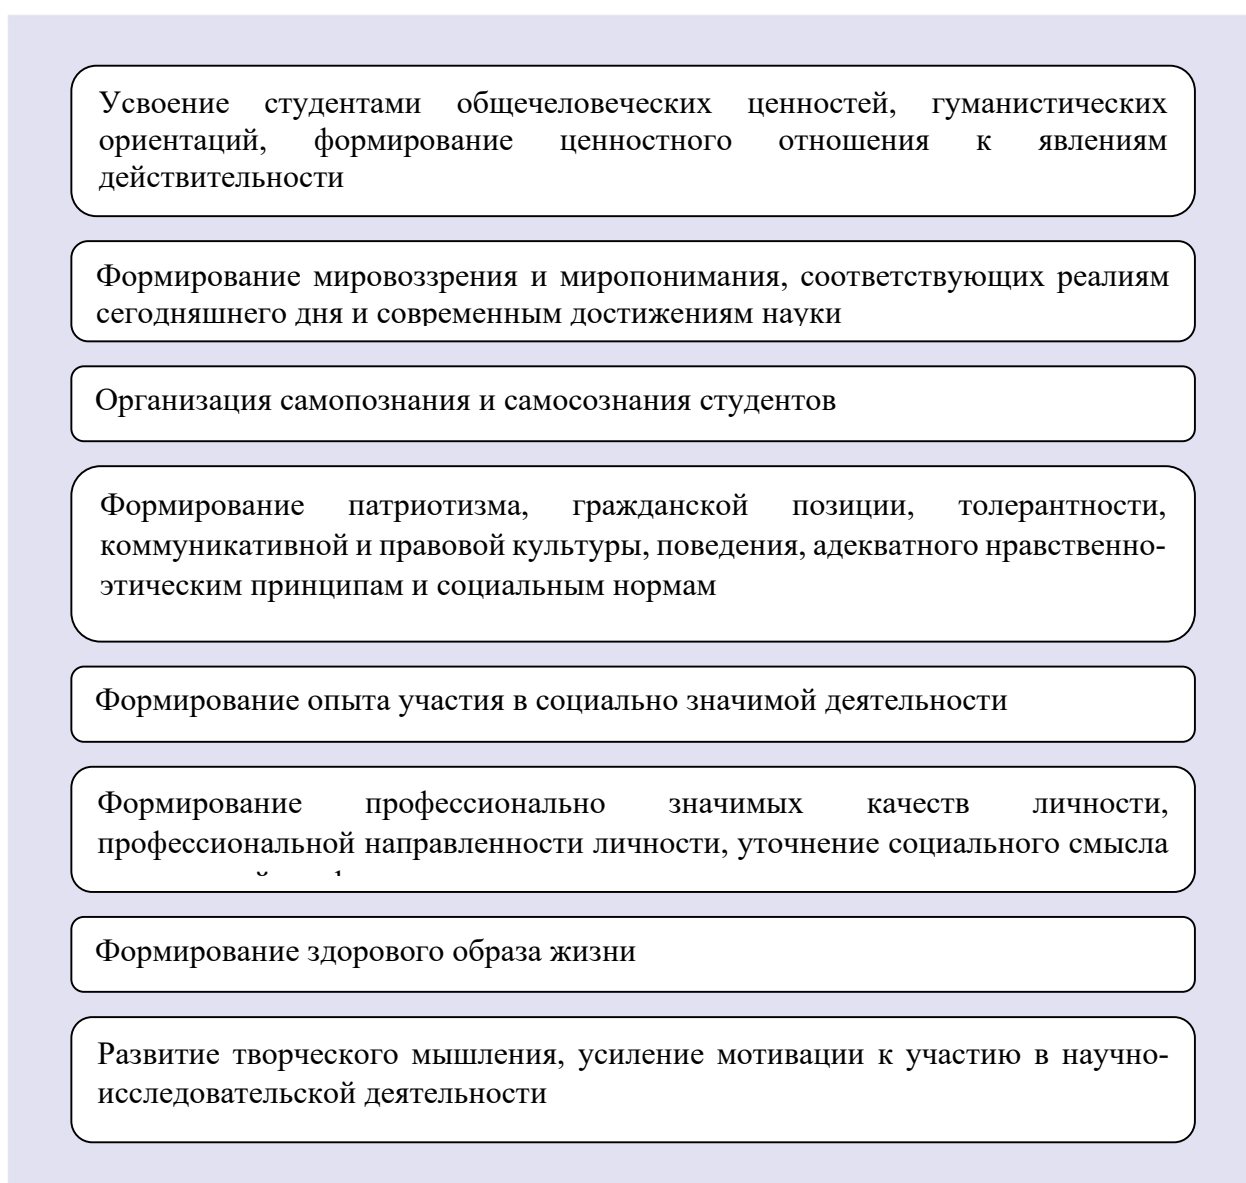 Усвоение студентами общечеловеческих ценностей, гуманистических
ориентаций, формирование ценностного отношения к явлениям
действительности
Формирование мировоззрения и миропонимания, соответствующих реалиям
сегодняшнего дня и современным достижениям науки
Организация самопознания и самосознания студентов
Формирование патриотизма, гражданской позиции, толерантности,
коммуникативной и правовой культуры, поведения, адекватного нравственно-
этическим принципам и социальным нормам
Формирование опыта участия в социально значимой деятельности
Формирование профессионально значимых качеств личности,
профессиональной направленности личности, уточнение социального смысла
Формирование здорового образа жизни
Развитие творческого мышления, усиление мотивации к участию в научно-
исследовательской деятельности